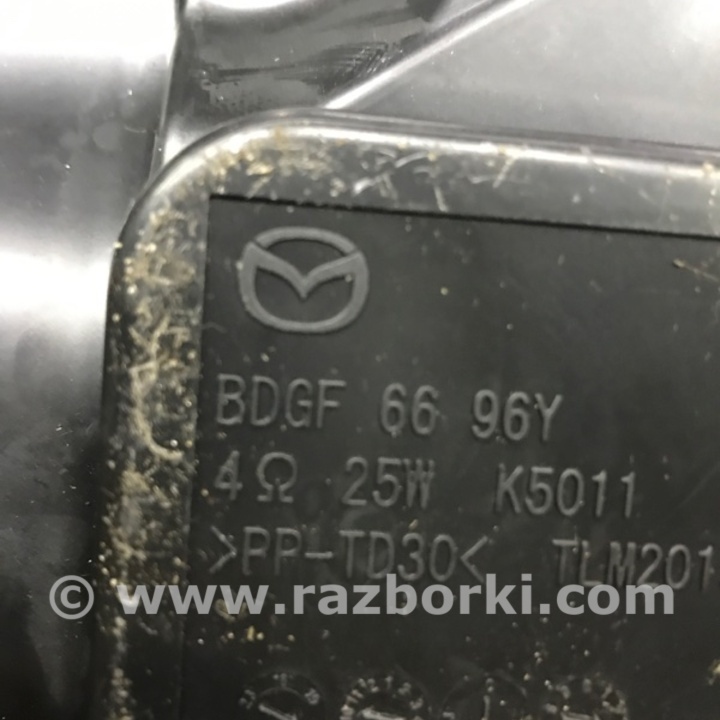 BDGF 66 96Y
4Ω 25W K5011
>PP-TD30< TLM201
© www.razborki.com